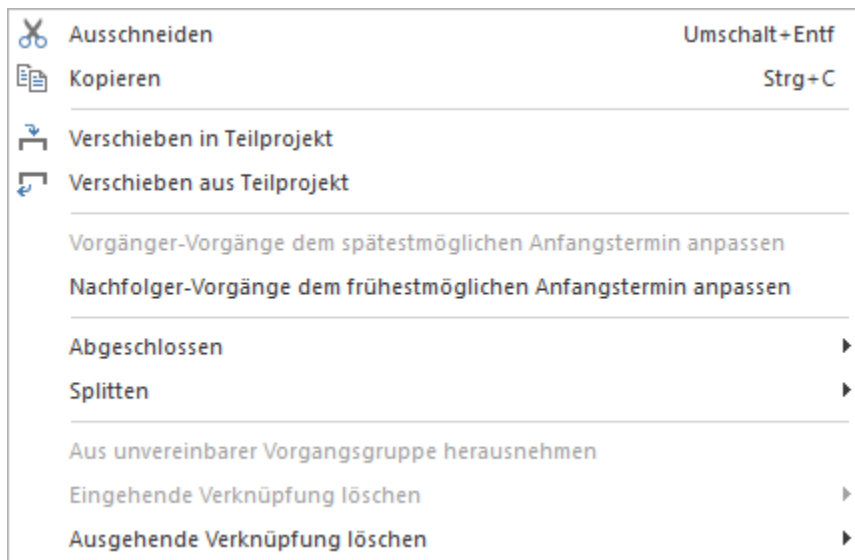 Ausschneiden Umschalt+Entf
Kopieren Strg+C
Verschieben in Teilprojekt
Verschieben aus Teilprojekt
Vorgänger-Vorgänge dem spätestmöglichen Anfangstermin anpassen
Nachfolger-Vorgänge dem frühestmöglichen Anfangstermin anpassen
Abgeschlossen
Splitten
Aus unvereinbarer Vorgangsgruppe herausnehmen
Eingehende Verknüpfung löschen
Ausgehende Verknüpfung löschen